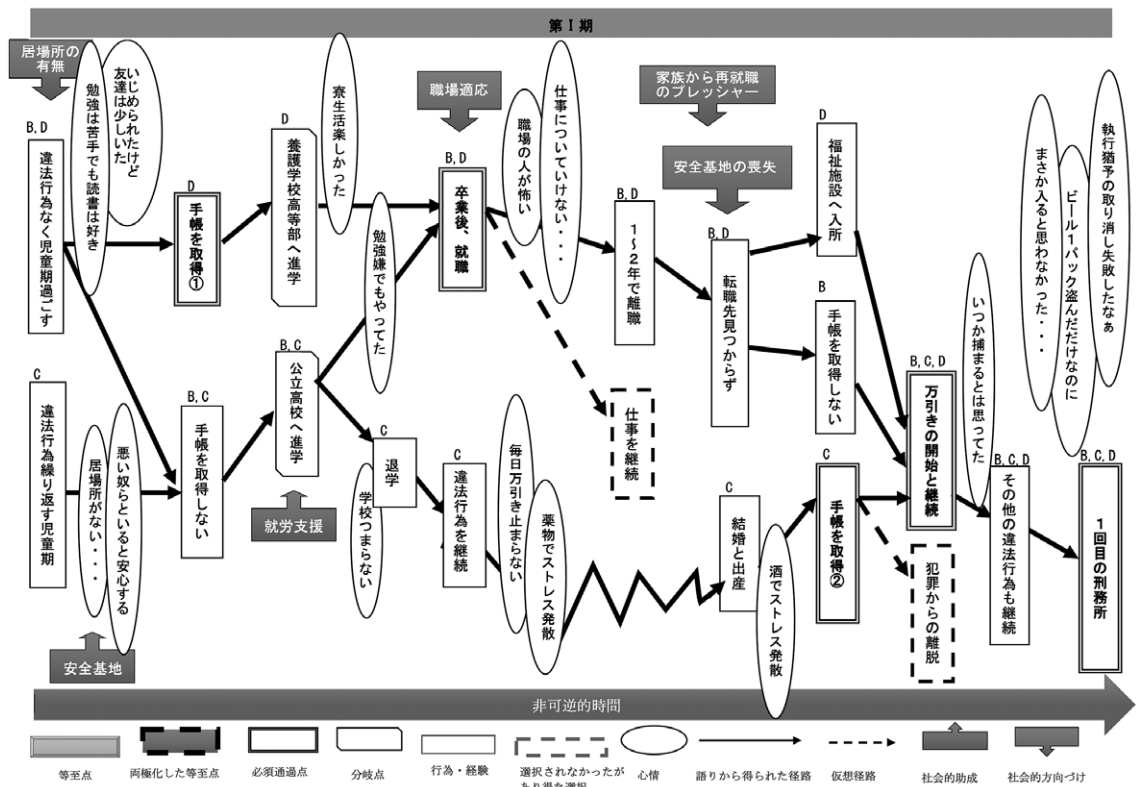 第Ⅰ期
居場所の
有無
いじめられたけど
友達は少しいた
勉強は苦手でも読書は好き
B, D
違法行為なく児童期過ごす
D
手帳を取得①
D
養護学校高等部へ進学
寮生活楽しかった
職場適応
B, D
卒業後、就職
職場の人が怖い
仕事についていけない・・・・
家族から再就職
のプレッシャー
安全基地の喪失
B, D
1～2年で離職
B, D
転職先見つからず
D
福祉施設へ入所
B
手帳を取得しない
仕事を継続
勉強嫌でもやってた
C
違法行為繰り返す児童期
居場所がない・・・・
悪い奴らといると安心する
安全基地
B, C
手帳を取得しない
B, C
公立高校へ進学
就労支援
C
退学
学校つまらない
C
違法行為を継続
毎日万引き止まらない
薬物でストレス発散
C
結婚と出産
酒でストレス発散
C
手帳を取得②
B, C, D
万引きの開始と継続
犯罪からの離脱
いつか捕まるとは思ってた
B, C, D
その他の違法行為も継続
執行猶予の取り消し失敗したなぁ
ビール1パック盗んだだけなのに
まさか入ると思わなかった・・・・
B, C, D
1回目の刑務所
非可逆的時間
等至点
両極化した等至点
必須通過点
分岐点
行為・経験
選択されなかったが
あり得た選択
心情
語りから得られた径路
仮想径路
社会的助成
社会的方向づけ